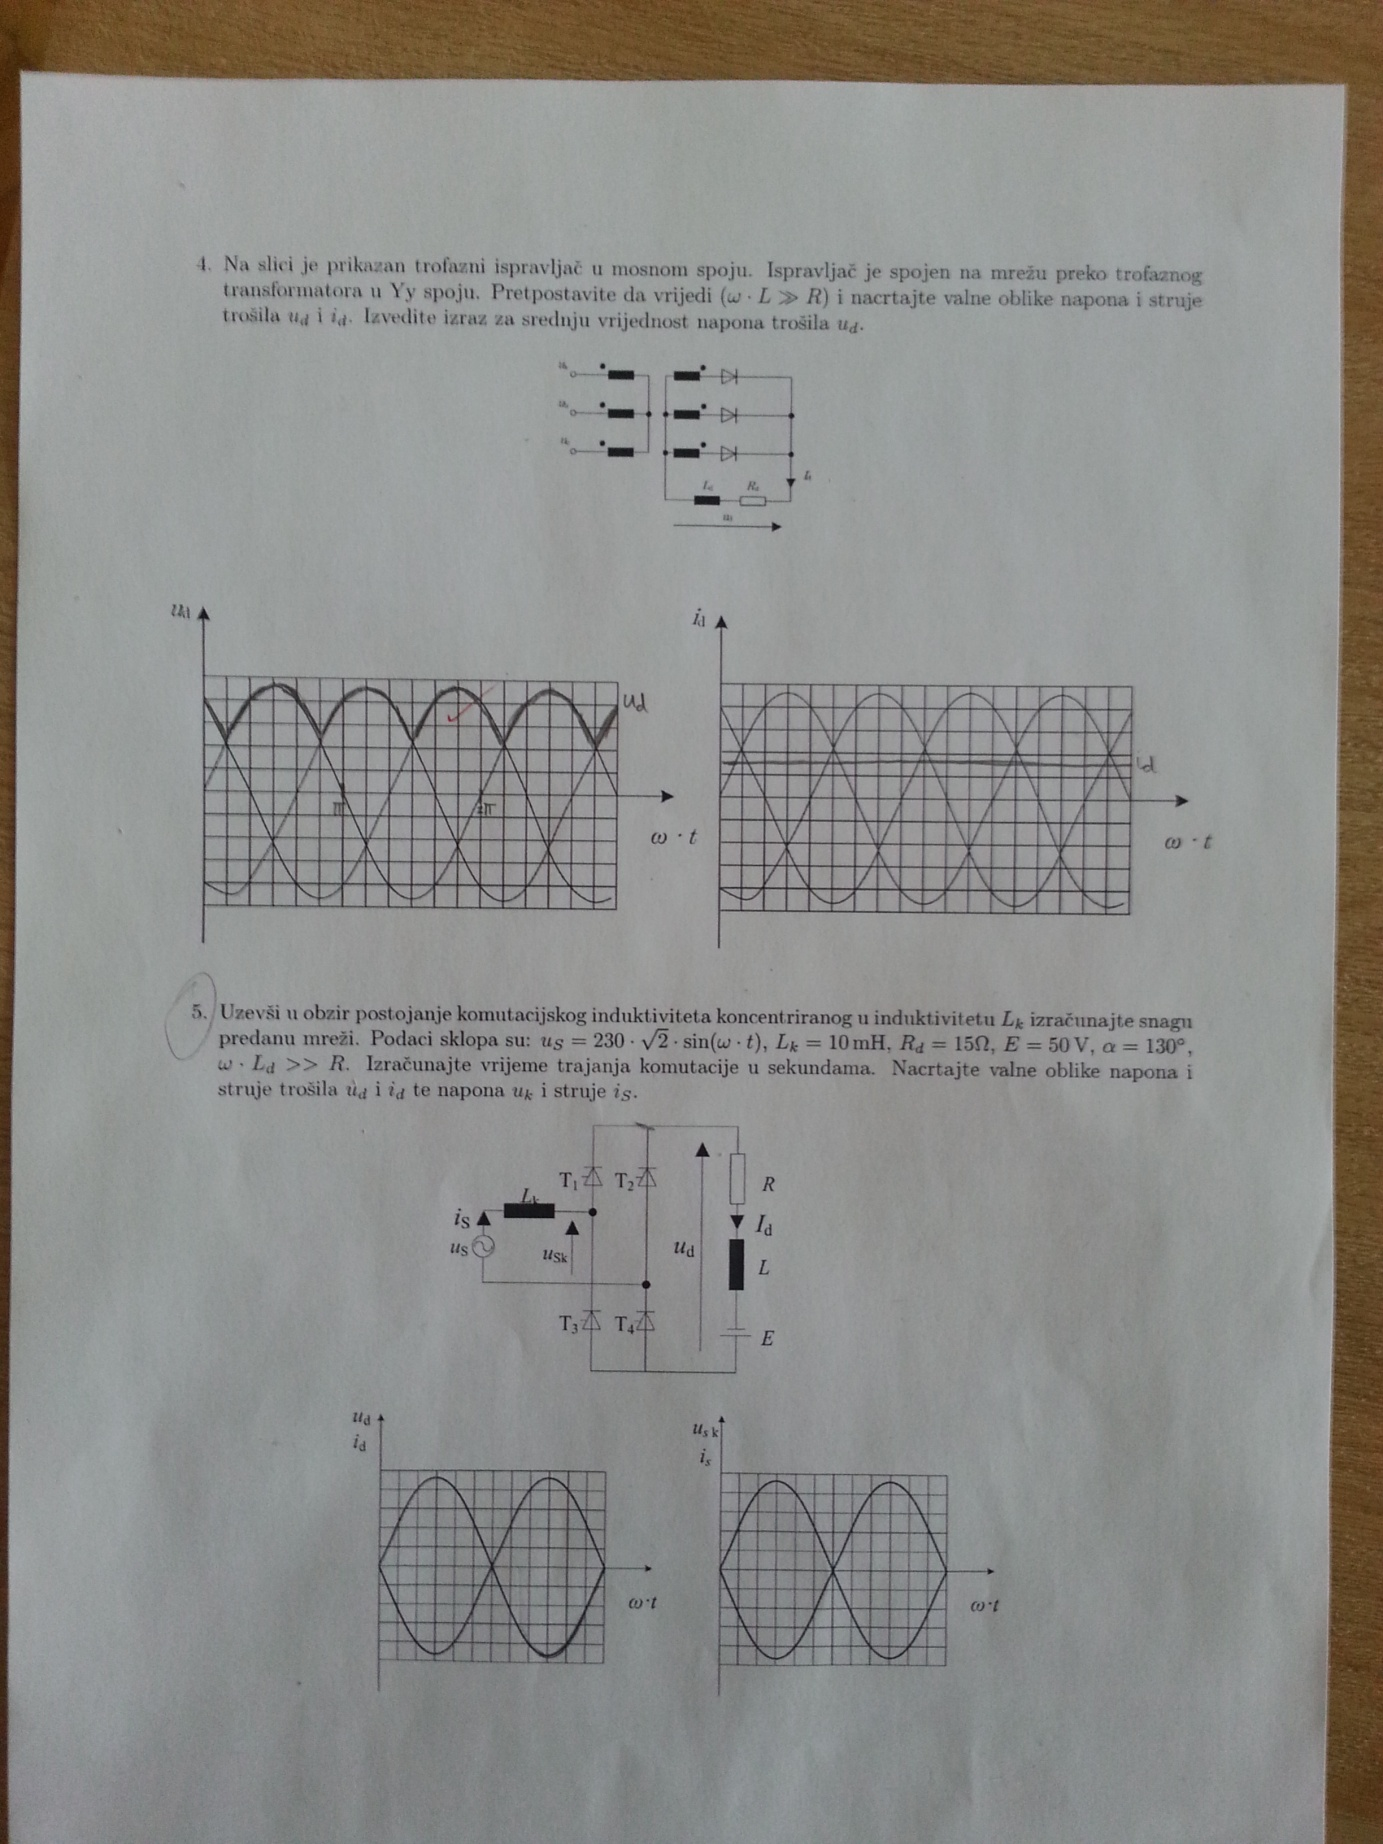 4. Na slici je prikazan trofazni ispravljač u mosnom spoju. Ispravljač je spojen na mrežu preko trofaznog
transformatora u Yy spoju. Pretpostavite da vrijedi (ω · L ≫ R) i nacrtajte valne oblike napona i struje
trošila u_d i i_d. Izvedite izraz za srednju vrijednost napona trošila u_d.
u_d
i_d
u_d
i_d
π
2π
ω · t
ω · t
5. Uzevši u obzir postojanje komutacijskog induktiviteta koncentriranog u induktivitetu L_k izračunajte snagu
predanu mreži. Podaci sklopa su: u_S = 230 · √2 · sin(ω · t), L_k = 10 mH, R_d = 15Ω, E = 50 V, α = 130°,
ω · L_d >> R. Izračunajte vrijeme trajanja komutacije u sekundama. Nacrtajte valne oblike napona i
struje trošila u_d i i_d te napona u_k i struje i_S.
T₁ T₂ R
L_k
i_S I_d
u_S u_Sk u_d L
T₃ T₄ E
u_d
i_d
u_sk
i_s
ω·t
ω·t